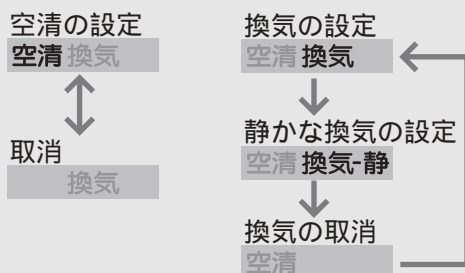 空清の設定
空清 換気
取消
換気
換気の設定
空清 換気
静かな換気の設定
空清 換気-静
換気の取消
空清